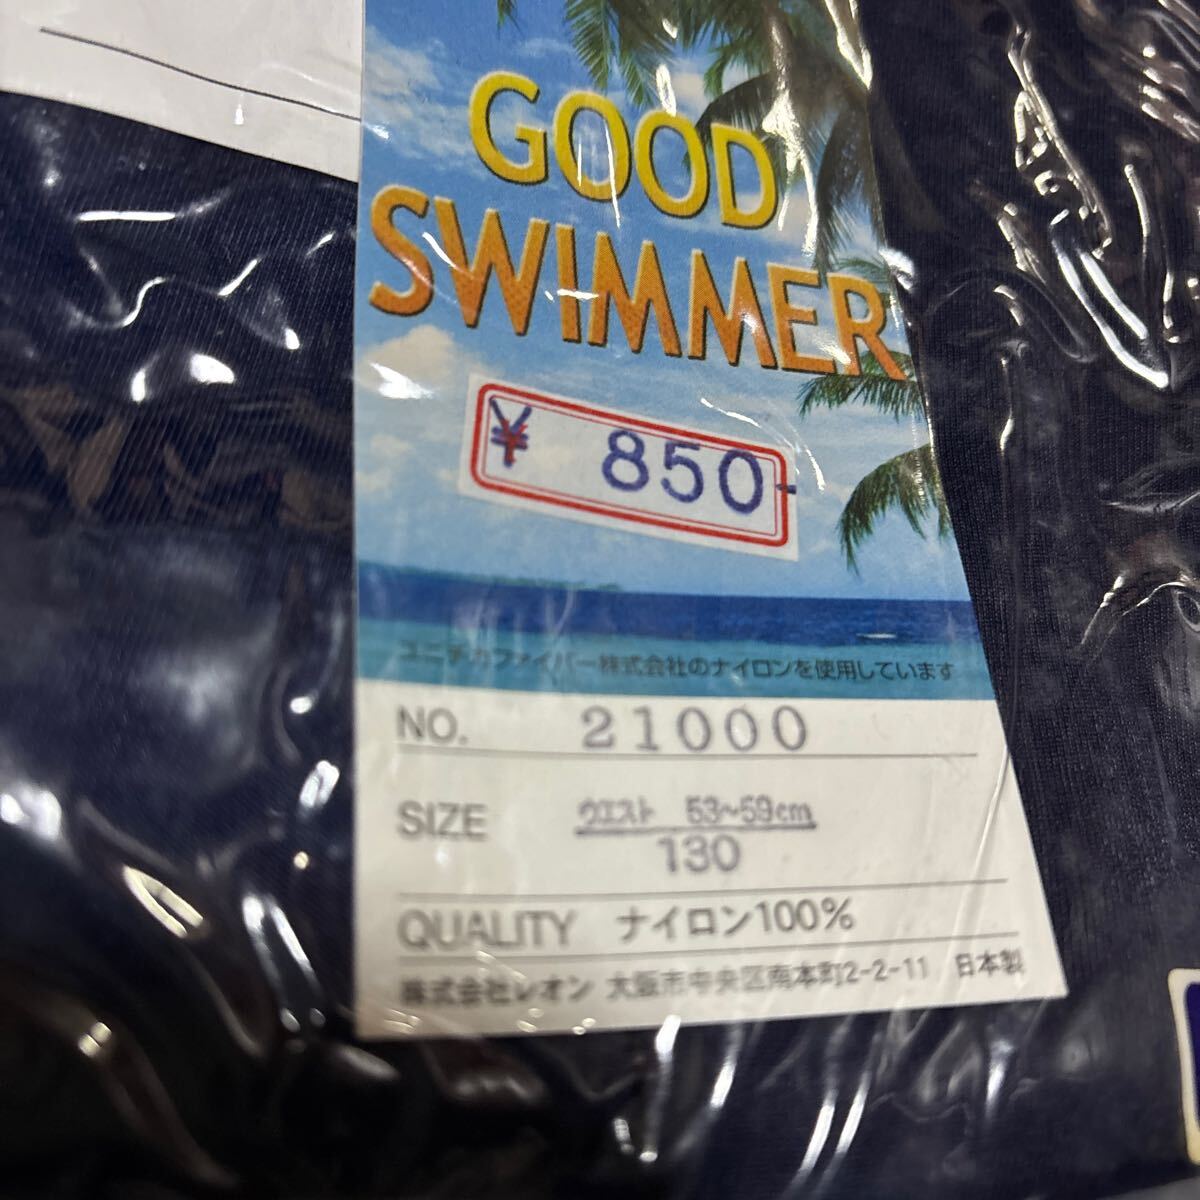 GOOD
SWIMMER
¥ 850-
ユニチカファイバー株式会社のナイロンを使用しています
NO. 21000
SIZE ウエスト 53~59cm
130
QUALITY ナイロン100%
株式会社レオン 大阪市中央区南本町2-2-11 日本製